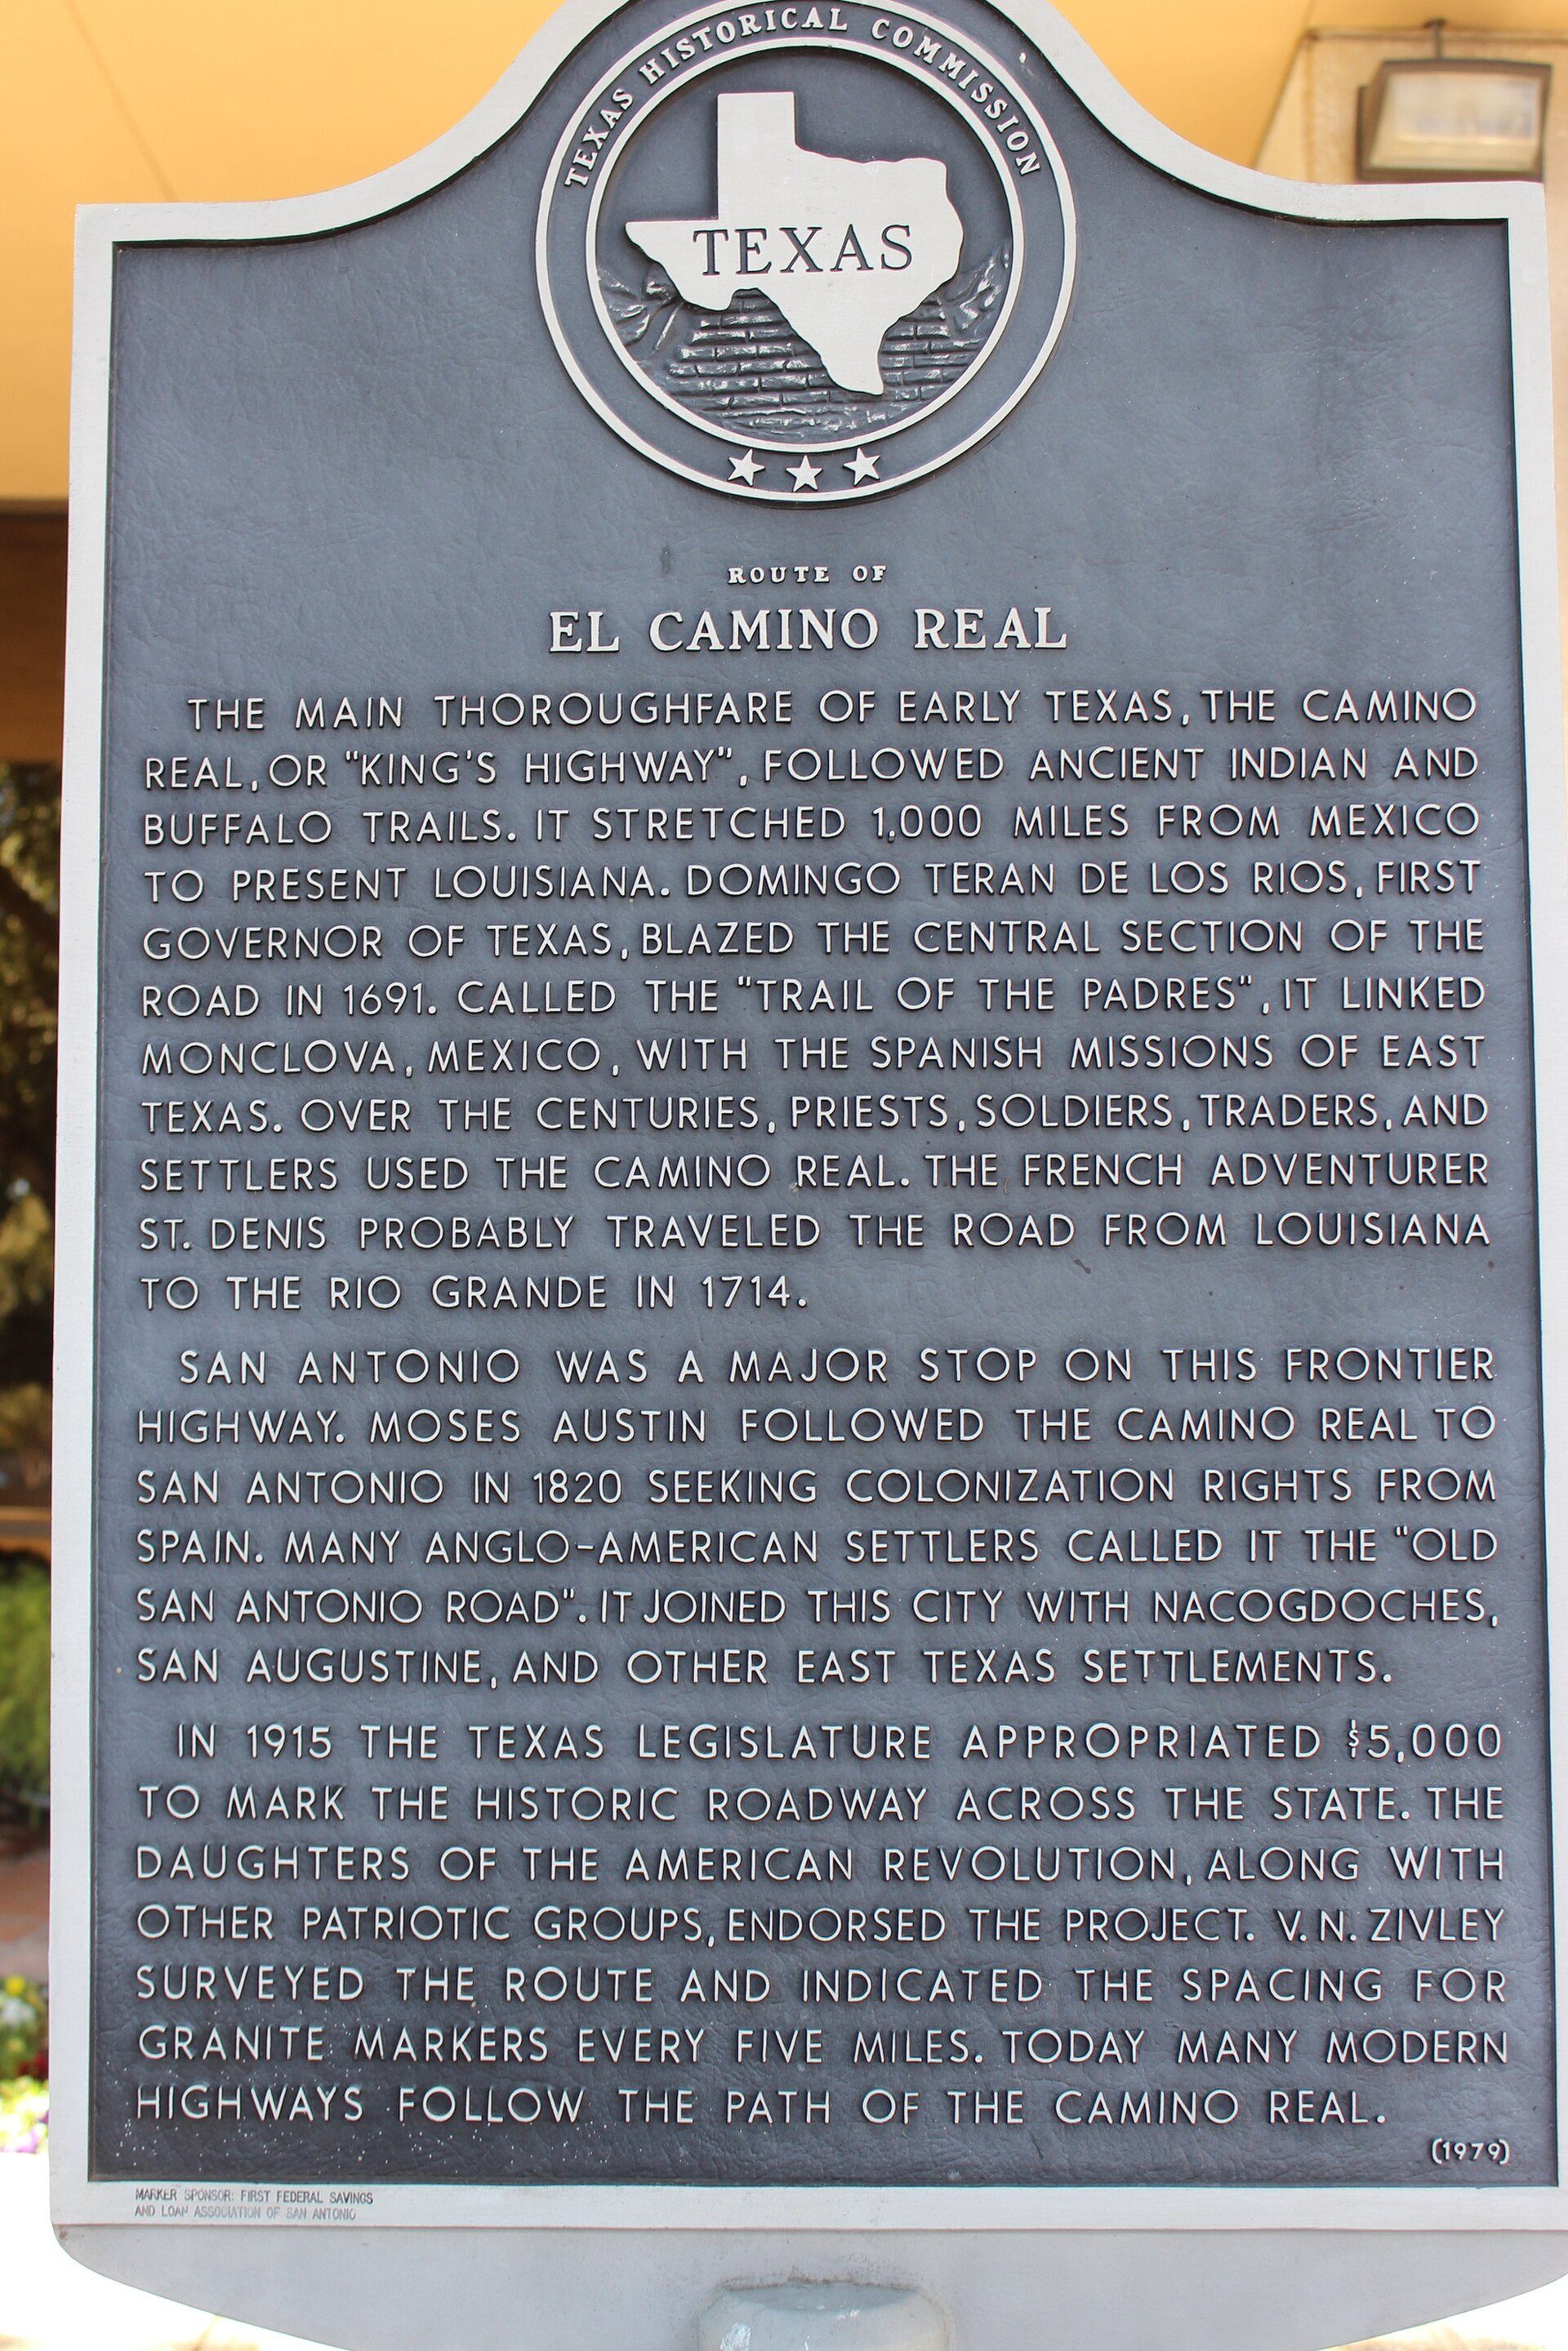 TEXAS HISTORICAL COMMISSION
TEXAS
ROUTE OF
EL CAMINO REAL
THE MAIN THOROUGHFARE OF EARLY TEXAS, THE CAMINO
REAL, OR "KING'S HIGHWAY", FOLLOWED ANCIENT INDIAN AND
BUFFALO TRAILS. IT STRETCHED 1,000 MILES FROM MEXICO
TO PRESENT LOUISIANA. DOMINGO TERAN DE LOS RIOS, FIRST
GOVERNOR OF TEXAS, BLAZED THE CENTRAL SECTION OF THE
ROAD IN 1691. CALLED THE "TRAIL OF THE PADRES", IT LINKED
MONCLOVA, MEXICO, WITH THE SPANISH MISSIONS OF EAST
TEXAS. OVER THE CENTURIES, PRIESTS, SOLDIERS, TRADERS, AND
SETTLERS USED THE CAMINO REAL. THE FRENCH ADVENTURER
ST. DENIS PROBABLY TRAVELED THE ROAD FROM LOUISIANA
TO THE RIO GRANDE IN 1714.
SAN ANTONIO WAS A MAJOR STOP ON THIS FRONTIER
HIGHWAY. MOSES AUSTIN FOLLOWED THE CAMINO REAL TO
SAN ANTONIO IN 1820 SEEKING COLONIZATION RIGHTS FROM
SPAIN. MANY ANGLO-AMERICAN SETTLERS CALLED IT THE "OLD
SAN ANTONIO ROAD". IT JOINED THIS CITY WITH NACOGDOCHES,
SAN AUGUSTINE, AND OTHER EAST TEXAS SETTLEMENTS.
IN 1915 THE TEXAS LEGISLATURE APPROPRIATED $5,000
TO MARK THE HISTORIC ROADWAY ACROSS THE STATE. THE
DAUGHTERS OF THE AMERICAN REVOLUTION, ALONG WITH
OTHER PATRIOTIC GROUPS, ENDORSED THE PROJECT. V. N. ZIVLEY
SURVEYED THE ROUTE AND INDICATED THE SPACING FOR
GRANITE MARKERS EVERY FIVE MILES. TODAY MANY MODERN
HIGHWAYS FOLLOW THE PATH OF THE CAMINO REAL.
(1979)
MARKER SPONSOR: FIRST FEDERAL SAVINGS
AND LOAN ASSOCIATION OF SAN ANTONIO